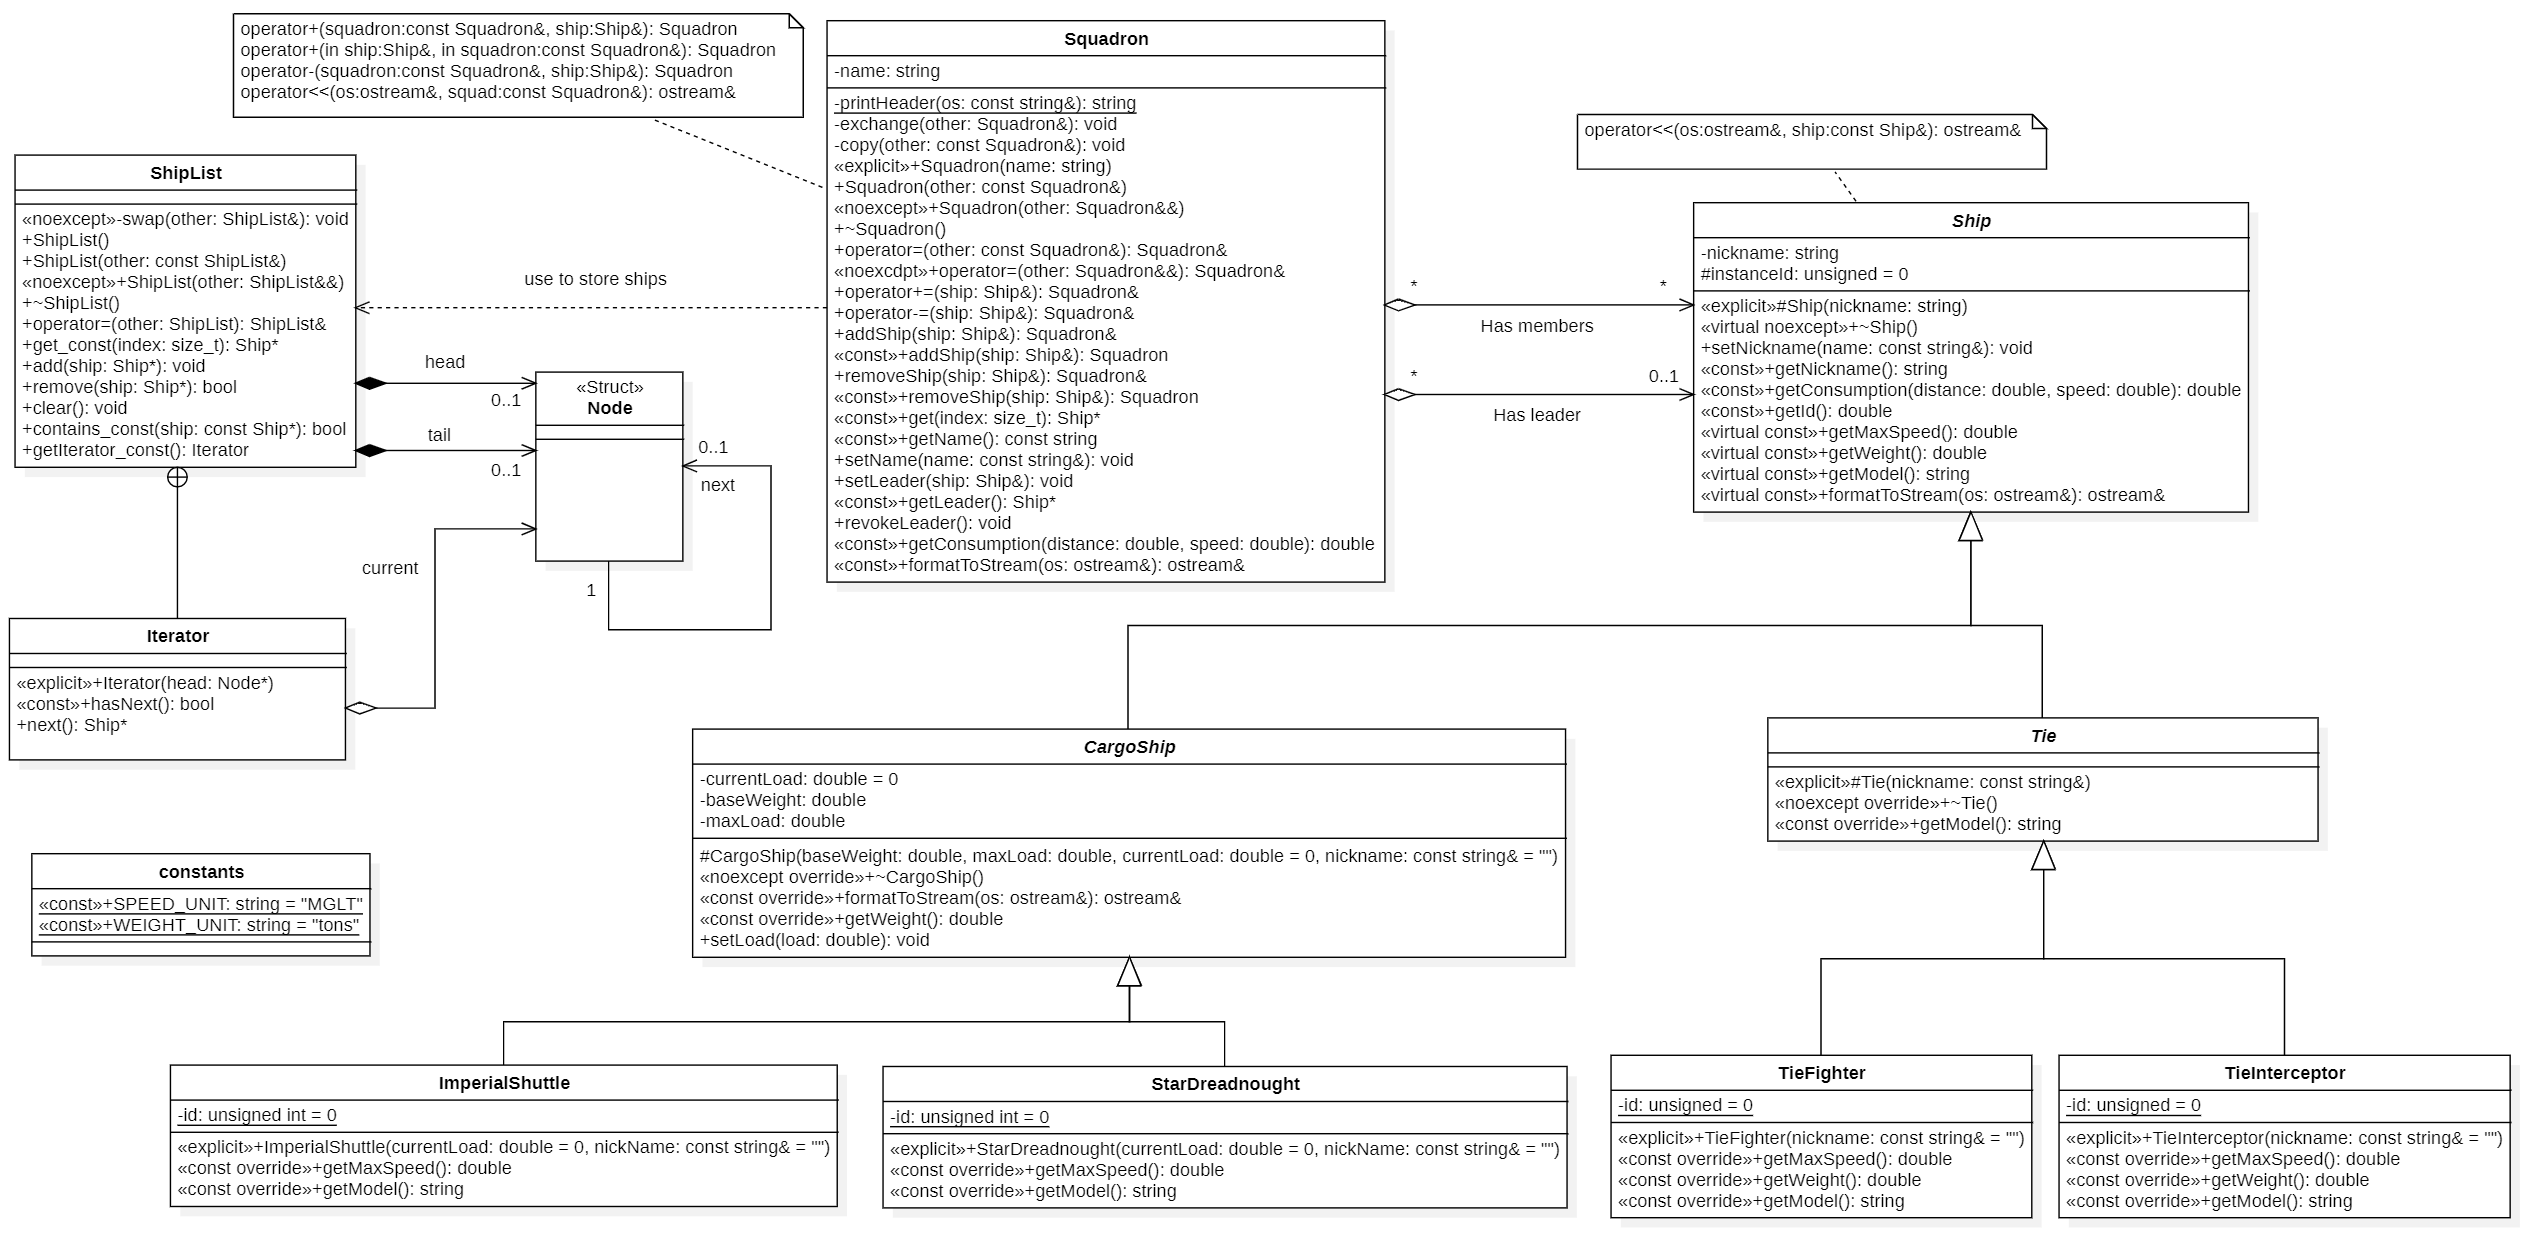 operator+(squadron:const Squadron&, ship:Ship&): Squadron
operator+(in ship:Ship&, in squadron:const Squadron&): Squadron
operator-(squadron:const Squadron&, ship:Ship&): Squadron
operator<<(os:ostream&, squad:const Squadron&): ostream&
Squadron
-name: string
-printHeader(os: const string&): string
-exchange(other: Squadron&): void
-copy(other: const Squadron&): void
«explicit»+Squadron(name: string)
+Squadron(other: const Squadron&)
«noexcept»+Squadron(other: Squadron&&)
+~Squadron()
+operator=(other: const Squadron&): Squadron&
«noexcdpt»+operator=(other: Squadron&&): Squadron&
+operator+=(ship: Ship&): Squadron&
+operator-=(ship: Ship&): Squadron&
+addShip(ship: Ship&): Squadron&
«const»+addShip(ship: Ship&): Squadron
+removeShip(ship: Ship&): Squadron&
«const»+removeShip(ship: Ship&): Squadron
«const»+get(index: size_t): Ship*
«const»+getName(): const string
+setName(name: const string&): void
+setLeader(ship: Ship&): void
«const»+getLeader(): Ship*
+revokeLeader(): void
«const»+getConsumption(distance: double, speed: double): double
«const»+formatToStream(os: ostream&): ostream&
operator<<(os:ostream&, ship:const Ship&): ostream&
ShipList
«noexcept»-swap(other: ShipList&): void
+ShipList()
+ShipList(other: const ShipList&)
«noexcept»+ShipList(other: ShipList&&)
+~ShipList()
+operator=(other: ShipList): ShipList&
+get_const(index: size_t): Ship*
+add(ship: Ship*): void
+remove(ship: Ship*): bool
+clear(): void
+contains_const(ship: const Ship*): bool
+getIterator_const(): Iterator
use to store ships
head
0..1
tail
0..1
«Struct»
Node
0..1
next
1
current
*
*
Has members
*
0..1
Has leader
Ship
-nickname: string
#instanceId: unsigned = 0
«explicit»#Ship(nickname: string)
«virtual noexcept»+~Ship()
+setNickname(name: const string&): void
«const»+getNickname(): string
«const»+getConsumption(distance: double, speed: double): double
«const»+getId(): double
«virtual const»+getMaxSpeed(): double
«virtual const»+getWeight(): double
«virtual const»+getModel(): string
«virtual const»+formatToStream(os: ostream&): ostream&
Iterator
«explicit»+Iterator(head: Node*)
«const»+hasNext(): bool
+next(): Ship*
CargoShip
-currentLoad: double = 0
-baseWeight: double
-maxLoad: double
#CargoShip(baseWeight: double, maxLoad: double, currentLoad: double = 0, nickname: const string& = "")
«noexcept override»+~CargoShip()
«const override»+formatToStream(os: ostream&): ostream&
«const override»+getWeight(): double
+setLoad(load: double): void
Tie
«explicit»#Tie(nickname: const string&)
«noexcept override»+~Tie()
«const override»+getModel(): string
constants
«const»+SPEED_UNIT: string = "MGLT"
«const»+WEIGHT_UNIT: string = "tons"
ImperialShuttle
-id: unsigned int = 0
«explicit»+ImperialShuttle(currentLoad: double = 0, nickName: const string& = "")
«const override»+getMaxSpeed(): double
«const override»+getModel(): string
StarDreadnought
-id: unsigned int = 0
«explicit»+StarDreadnought(currentLoad: double = 0, nickName: const string& = "")
«const override»+getMaxSpeed(): double
«const override»+getModel(): string
TieFighter
-id: unsigned = 0
«explicit»+TieFighter(nickname: const string& = "")
«const override»+getMaxSpeed(): double
«const override»+getWeight(): double
«const override»+getModel(): string
TieInterceptor
-id: unsigned = 0
«explicit»+TieInterceptor(nickname: const string& = "")
«const override»+getMaxSpeed(): double
«const override»+getWeight(): double
«const override»+getModel(): string